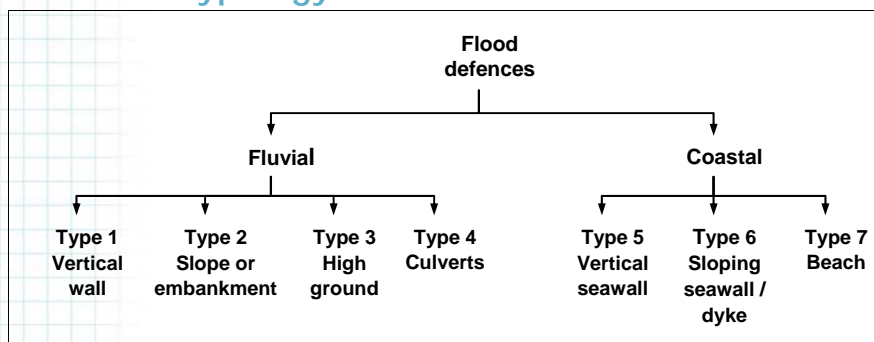 Flood
defences
Fluvial
Coastal
Type 1
Vertical
wall
Type 2
Slope or
embankment
Type 3
High
ground
Type 4
Culverts
Type 5
Vertical
seawall
Type 6
Sloping
seawall /
dyke
Type 7
Beach